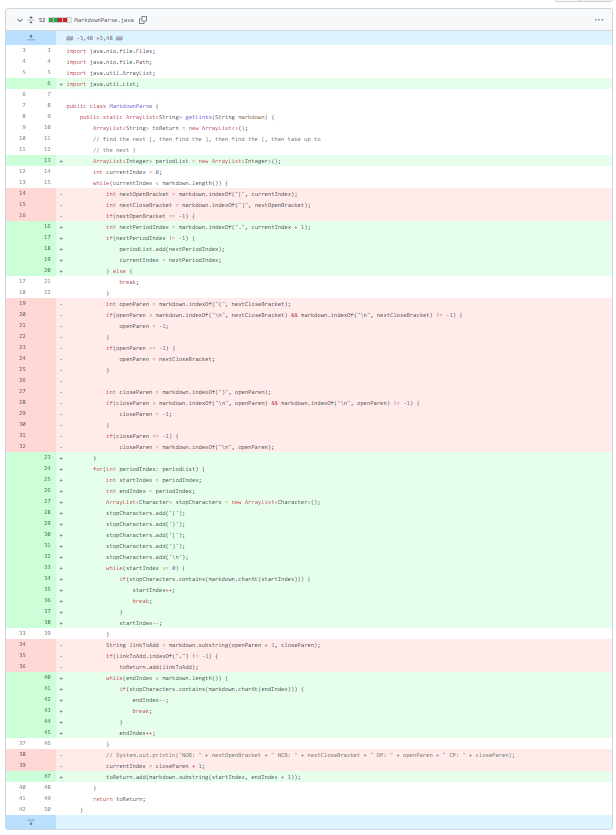 52 MarkdownParse.java ...
@@ -3,40 +3,48 @@
3 3 import java.nio.file.Files;
4 4 import java.nio.file.Path;
5 5 import java.util.ArrayList;
6 + import java.util.List;
6 7
7 8 public class MarkdownParse {
8 9 public static ArrayList<String> getLinks(String markdown) {
9 10 ArrayList<String> toReturn = new ArrayList<>();
10 11 // find the next [, then find the ], then find the (, then take up to
11 12 // the next )
13 + ArrayList<Integer> periodList = new ArrayList<Integer>();
12 14 int currentIndex = 0;
13 15 while(currentIndex < markdown.length()) {
14 - int nextOpenBracket = markdown.indexOf("[", currentIndex);
15 - int nextCloseBracket = markdown.indexOf("]", nextOpenBracket);
16 - if(nextOpenBracket == -1) {
16 + int nextPeriodIndex = markdown.indexOf(".", currentIndex + 1);
17 + if(nextPeriodIndex != -1) {
18 + periodList.add(nextPeriodIndex);
19 + currentIndex = nextPeriodIndex;
20 + } else {
17 21 break;
18 22 }
19 - int openParen = markdown.indexOf("(", nextCloseBracket);
20 - if(openParen > markdown.indexOf("\n", nextCloseBracket) && markdown.indexOf("\n", nextCloseBracket) != -1) {
21 - openParen = -1;
22 - }
23 - if(openParen == -1) {
24 - openParen = nextCloseBracket;
25 - }
26 -
27 - int closeParen = markdown.indexOf(")", openParen);
28 - if(closeParen > markdown.indexOf("\n", openParen) && markdown.indexOf("\n", openParen) != -1) {
29 - closeParen = -1;
30 - }
31 - if(closeParen == -1) {
32 - closeParen = markdown.indexOf("\n", openParen);
23 + }
24 + for(int periodIndex: periodList) {
25 + int startIndex = periodIndex;
26 + int endIndex = periodIndex;
27 + ArrayList<Character> stopCharacters = new ArrayList<Character>();
28 + stopCharacters.add('(');
29 + stopCharacters.add(')');
30 + stopCharacters.add('[');
31 + stopCharacters.add(']');
32 + stopCharacters.add('\n');
33 + while(startIndex >= 0) {
34 + if(stopCharacters.contains(markdown.charAt(startIndex))) {
35 + startIndex++;
36 + break;
37 + }
38 + startIndex--;
33 39 }
34 - String linkToAdd = markdown.substring(openParen + 1, closeParen);
35 - if(linkToAdd.indexOf(".") != -1) {
36 - toReturn.add(linkToAdd);
40 + while(endIndex < markdown.length()) {
41 + if(stopCharacters.contains(markdown.charAt(endIndex))) {
42 + endIndex--;
43 + break;
44 + }
45 + endIndex++;
37 46 }
38 - // System.out.println("NOB: " + nextOpenBracket + " NCB: " + nextCloseBracket + " OP: " + openParen + " CP: " + closeParen);
39 - currentIndex = closeParen + 1;
47 + toReturn.add(markdown.substring(startIndex, endIndex + 1));
40 48 }
41 49 return toReturn;
42 50 }